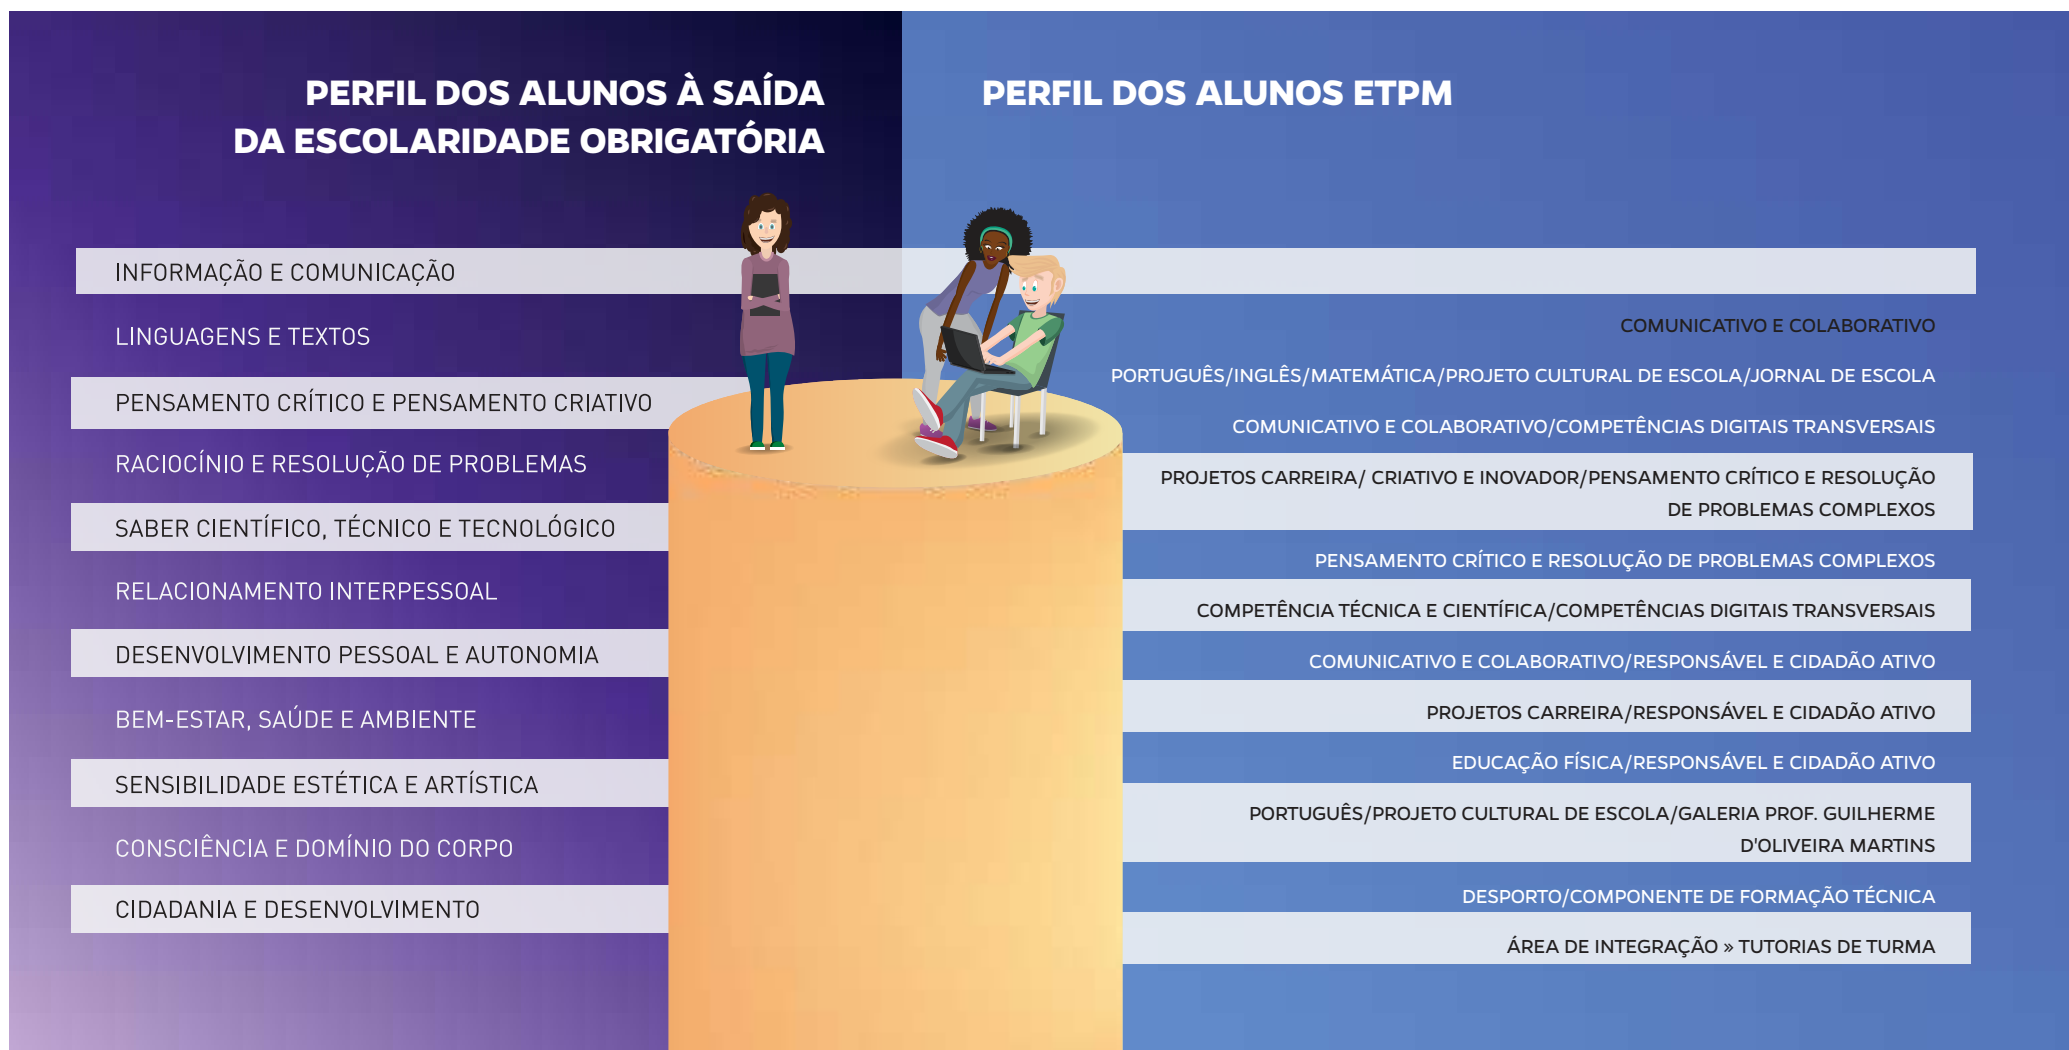 PERFIL DOS ALUNOS À SAÍDA
DA ESCOLARIDADE OBRIGATÓRIA
INFORMAÇÃO E COMUNICAÇÃO
LINGUAGENS E TEXTOS
PENSAMENTO CRÍTICO E PENSAMENTO CRIATIVO
RACIOCÍNIO E RESOLUÇÃO DE PROBLEMAS
SABER CIENTÍFICO, TÉCNICO E TECNOLÓGICO
RELACIONAMENTO INTERPESSOAL
DESENVOLVIMENTO PESSOAL E AUTONOMIA
BEM-ESTAR, SAÚDE E AMBIENTE
SENSIBILIDADE ESTÉTICA E ARTÍSTICA
CONSCIÊNCIA E DOMÍNIO DO CORPO
CIDADANIA E DESENVOLVIMENTO
PERFIL DOS ALUNOS ETPM
COMUNICATIVO E COLABORATIVO
PORTUGUÊS/INGLÊS/MATEMÁTICA/PROJETO CULTURAL DE ESCOLA/JORNAL DE ESCOLA
COMUNICATIVO E COLABORATIVO/COMPETÊNCIAS DIGITAIS TRANSVERSAIS
PROJETOS CARREIRA/ CRIATIVO E INOVADOR/PENSAMENTO CRÍTICO E RESOLUÇÃO
DE PROBLEMAS COMPLEXOS
PENSAMENTO CRÍTICO E RESOLUÇÃO DE PROBLEMAS COMPLEXOS
COMPETÊNCIA TÉCNICA E CIENTÍFICA/COMPETÊNCIAS DIGITAIS TRANSVERSAIS
COMUNICATIVO E COLABORATIVO/RESPONSÁVEL E CIDADÃO ATIVO
PROJETOS CARREIRA/RESPONSÁVEL E CIDADÃO ATIVO
EDUCAÇÃO FÍSICA/RESPONSÁVEL E CIDADÃO ATIVO
PORTUGUÊS/PROJETO CULTURAL DE ESCOLA/GALERIA PROF. GUILHERME
D'OLIVEIRA MARTINS
DESPORTO/COMPONENTE DE FORMAÇÃO TÉCNICA
ÁREA DE INTEGRAÇÃO » TUTORIAS DE TURMA